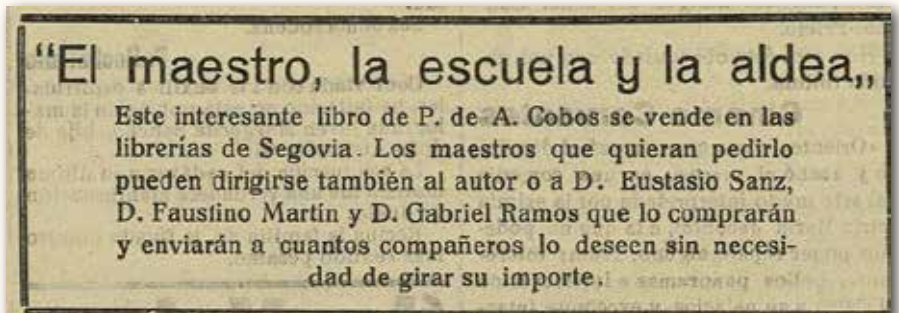 “El maestro, la escuela y la aldea„
Este interesante libro de P. de A. Cobos se vende en las
librerías de Segovia. Los maestros que quieran pedirlo
pueden dirigirse también al autor o a D. Eustasio Sanz,
D. Faustino Martín y D. Gabriel Ramos que lo comprarán
y enviarán a cuantos compañeros lo deseen sin necesi-
dad de girar su importe.